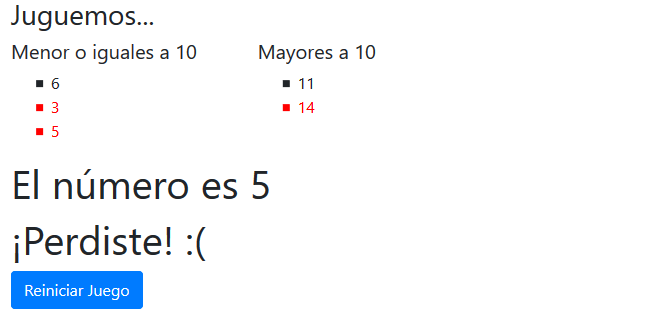 Juguemos...
Menor o iguales a 10
6
3
5
Mayores a 10
11
14
El número es 5
¡Perdiste! :(
Reiniciar Juego